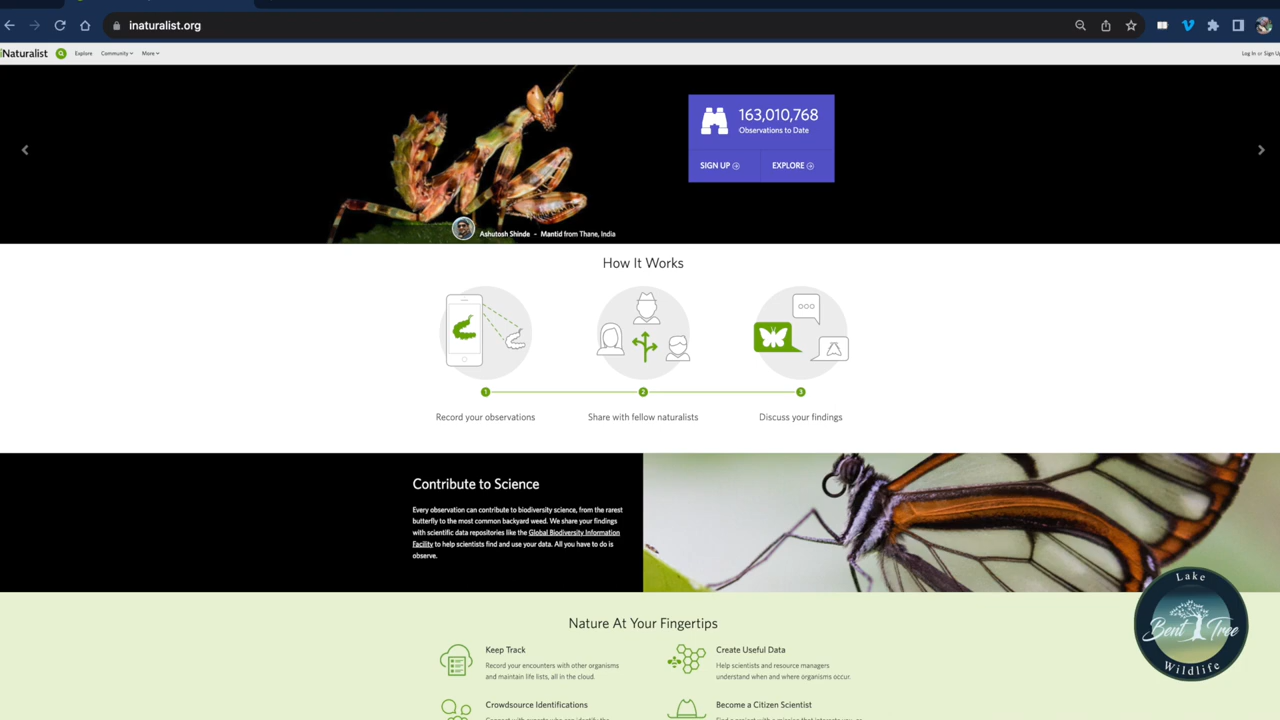 inaturalist.org
iNaturalist
Explore
Community
More
Log In or Sign Up
163,010,768
Observations to Date
SIGN UP
EXPLORE
Ashutosh Shinde - Mantid from Thane, India
How It Works
1
2
3
Record your observations
Share with fellow naturalists
Discuss your findings
Contribute to Science
Every observation can contribute to biodiversity science, from the rarest
butterfly to the most common backyard weed. We share your findings
with scientific data repositories like the Global Biodiversity Information
Facility to help scientists find and use your data. All you have to do is
observe.
Nature At Your Fingertips
Keep Track
Record your encounters with other organisms
and maintain life lists, all in the cloud.
Create Useful Data
Help scientists and resource managers
understand when and where organisms occur.
Crowdsource Identifications
Become a Citizen Scientist
Lake
Bent Tree
Wildlife